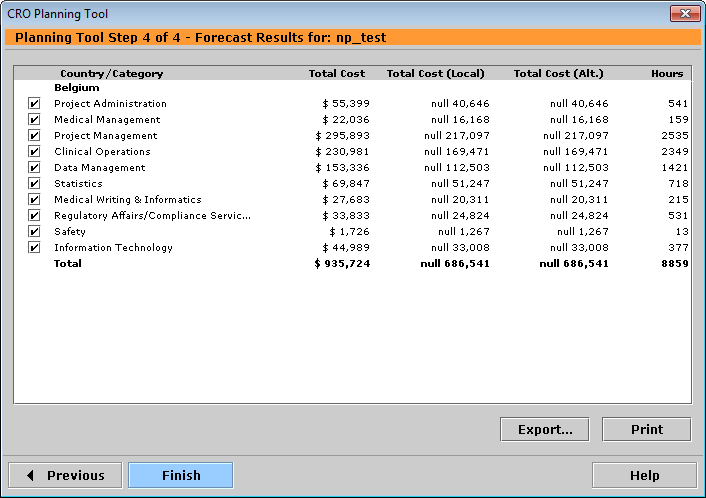 CRO Planning Tool
Planning Tool Step 4 of 4 - Forecast Results for: np_test
Country/Category Total Cost Total Cost (Local) Total Cost (Alt.) Hours
Belgium
Project Administration $ 55,399 null 40,646 null 40,646 541
Medical Management $ 22,036 null 16,168 null 16,168 159
Project Management $ 295,893 null 217,097 null 217,097 2535
Clinical Operations $ 230,981 null 169,471 null 169,471 2349
Data Management $ 153,336 null 112,503 null 112,503 1421
Statistics $ 69,847 null 51,247 null 51,247 718
Medical Writing & Informatics $ 27,683 null 20,311 null 20,311 215
Regulatory Affairs/Compliance Servic... $ 33,833 null 24,824 null 24,824 531
Safety $ 1,726 null 1,267 null 1,267 13
Information Technology $ 44,989 null 33,008 null 33,008 377
Total $ 935,724 null 686,541 null 686,541 8859
Export... Print
Previous Finish Help